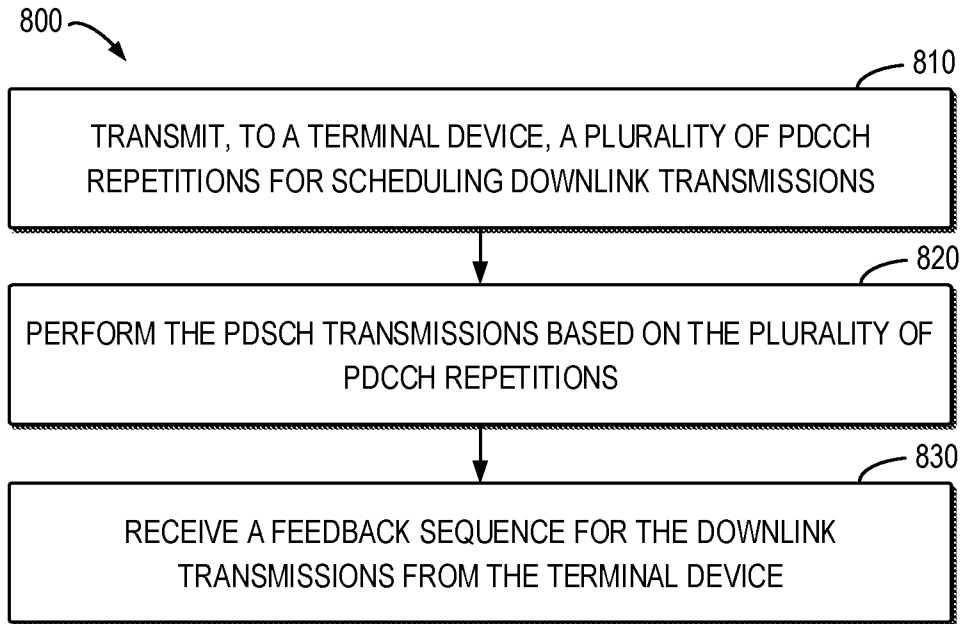 800
810
TRANSMIT, TO A TERMINAL DEVICE, A PLURALITY OF PDCCH
REPETITIONS FOR SCHEDULING DOWNLINK TRANSMISSIONS
820
PERFORM THE PDSCH TRANSMISSIONS BASED ON THE PLURALITY OF
PDCCH REPETITIONS
830
RECEIVE A FEEDBACK SEQUENCE FOR THE DOWNLINK
TRANSMISSIONS FROM THE TERMINAL DEVICE